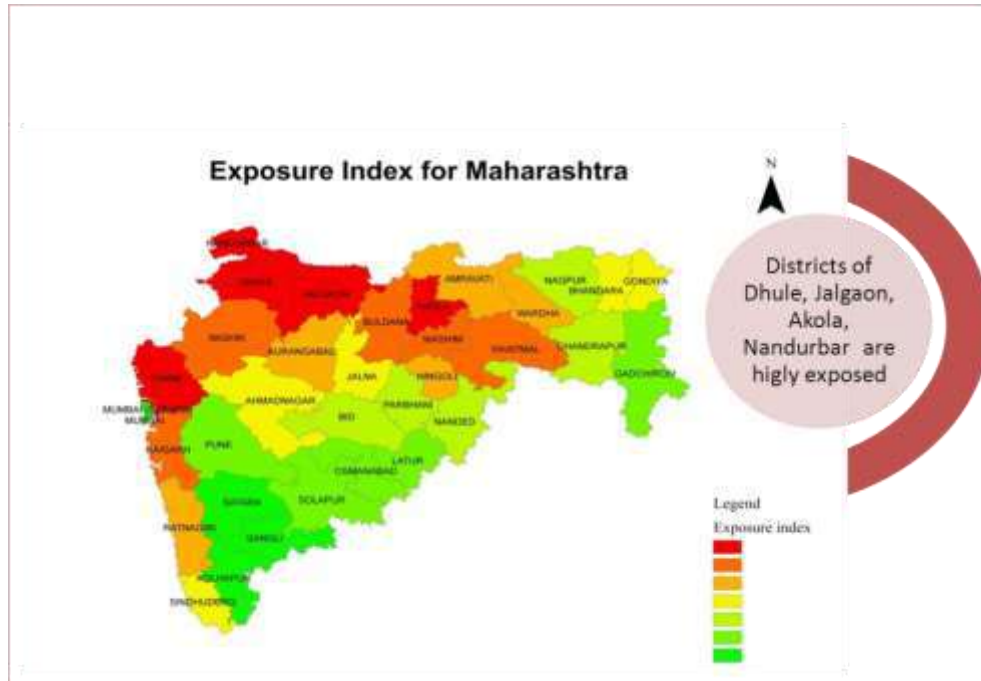 Exposure Index for Maharashtra
N
Districts of
Dhule, Jalgaon,
Akola,
Nandurbar are
higly exposed
AMRAVATI
NAGPUR
BHANDARA
GONDIYA
WARDHA
BULDANA
WASHIM
YAVATMAL
CHANDRAPUR
GADCHIROLI
NASHIK
AURANGABAD
JALNA
HINGOLI
AHMADNAGAR
PARBHANI
BID
NANDED
PUNE
RAIGARH
LATUR
OSMANABAD
SOLAPUR
SATARA
RATNAGIRI
SANGLI
KOLHAPUR
SINDHUDURG
Legend
Exposure index